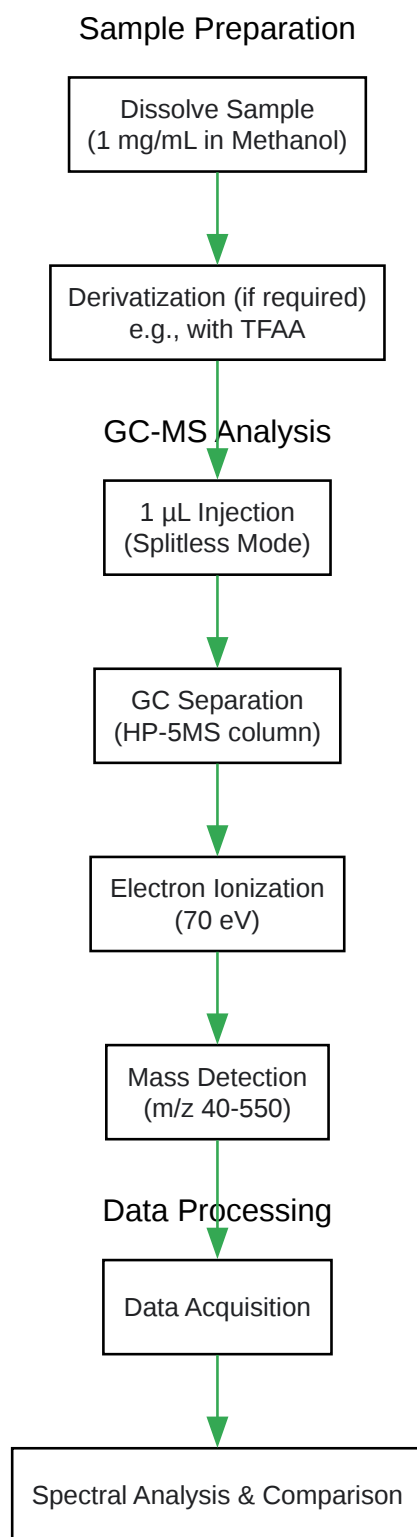 Sample Preparation
Dissolve Sample
(1 mg/mL in Methanol)
Derivatization (if required)
e.g., with TFAA
GC-MS Analysis
1 µL Injection
(Splitless Mode)
GC Separation
(HP-5MS column)
Electron Ionization
(70 eV)
Mass Detection
(m/z 40-550)
Data Processing
Data Acquisition
Spectral Analysis & Comparison